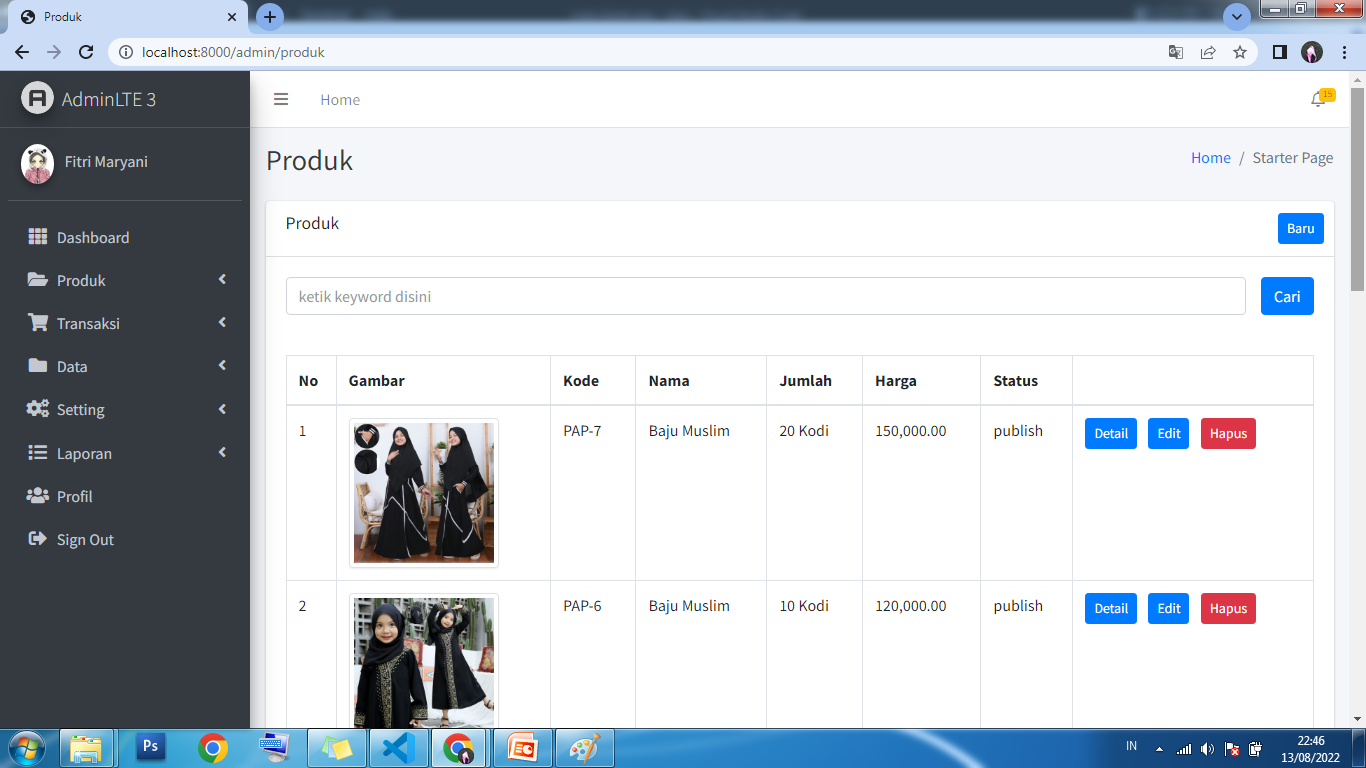 Produk
localhost:8000/admin/produk
AdminLTE 3
Home
15
Fitri Maryani
Produk
Home / Starter Page
Dashboard
Produk
Transaksi
Data
Setting
Laporan
Profil
Sign Out
Produk
Baru
ketik keyword disini
Cari
No Gambar Kode Nama Jumlah Harga Status
1 PAP-7 Baju Muslim 20 Kodi 150,000.00 publish Detail Edit Hapus
2 PAP-6 Baju Muslim 10 Kodi 120,000.00 publish Detail Edit Hapus
Ps
IN
22:46
13/08/2022